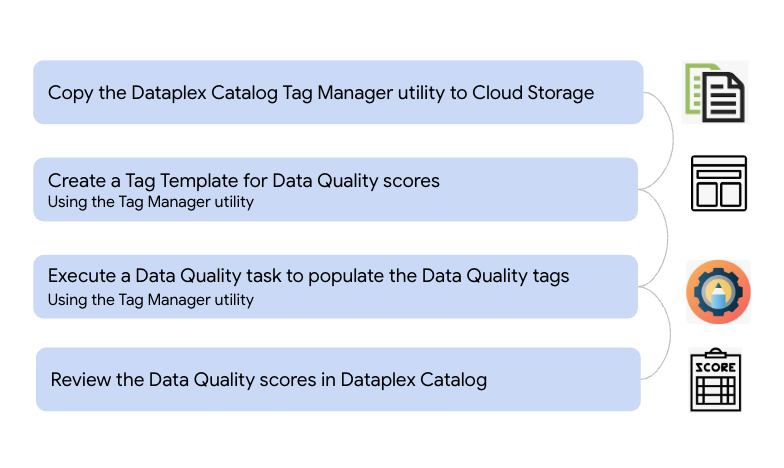 Copy the Dataplex Catalog Tag Manager utility to Cloud Storage
Create a Tag Template for Data Quality scores
Using the Tag Manager utility
Execute a Data Quality task to populate the Data Quality tags
Using the Tag Manager utility
Review the Data Quality scores in Dataplex Catalog
SCORE